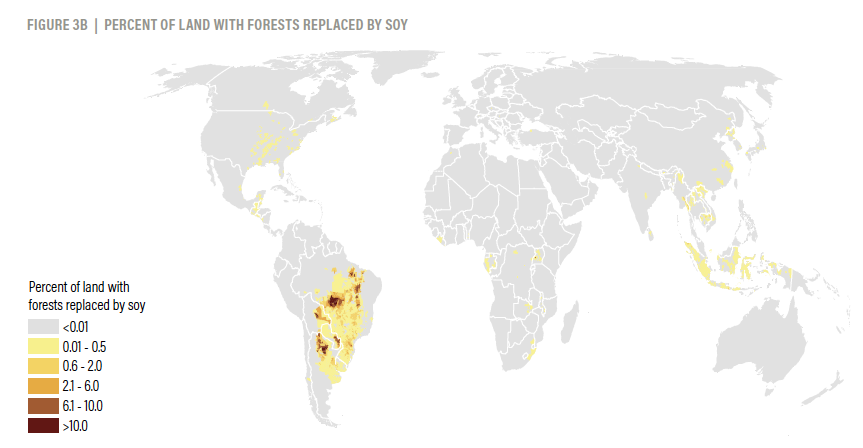 FIGURE 3B | PERCENT OF LAND WITH FORESTS REPLACED BY SOY
Percent of land with
forests replaced by soy
<0.01
0.01 - 0.5
0.6 - 2.0
2.1 - 6.0
6.1 - 10.0
>10.0